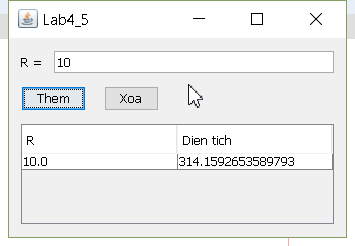 Lab4_5
R = 10
Them Xoa
R Dien tich
10.0 314.1592653589793